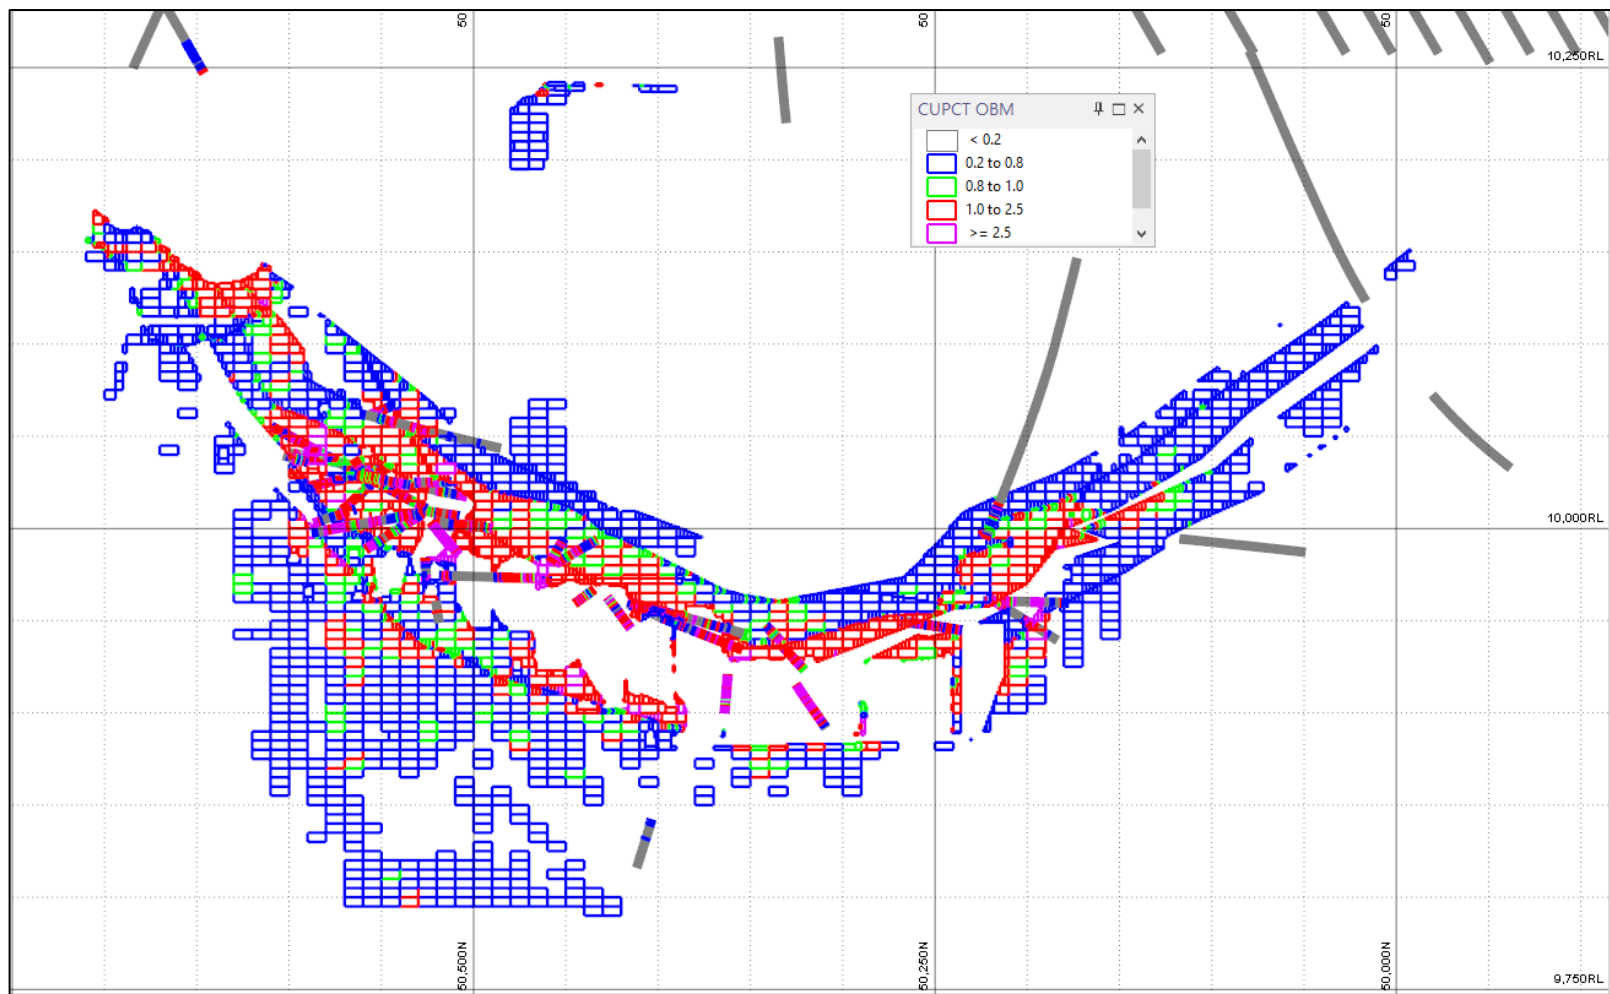 50
50
50
10,250RL
CUPCT OBM
< 0.2
0.2 to 0.8
0.8 to 1.0
1.0 to 2.5
>= 2.5
10,000RL
50,500N
50,250N
50,000N
9,750RL